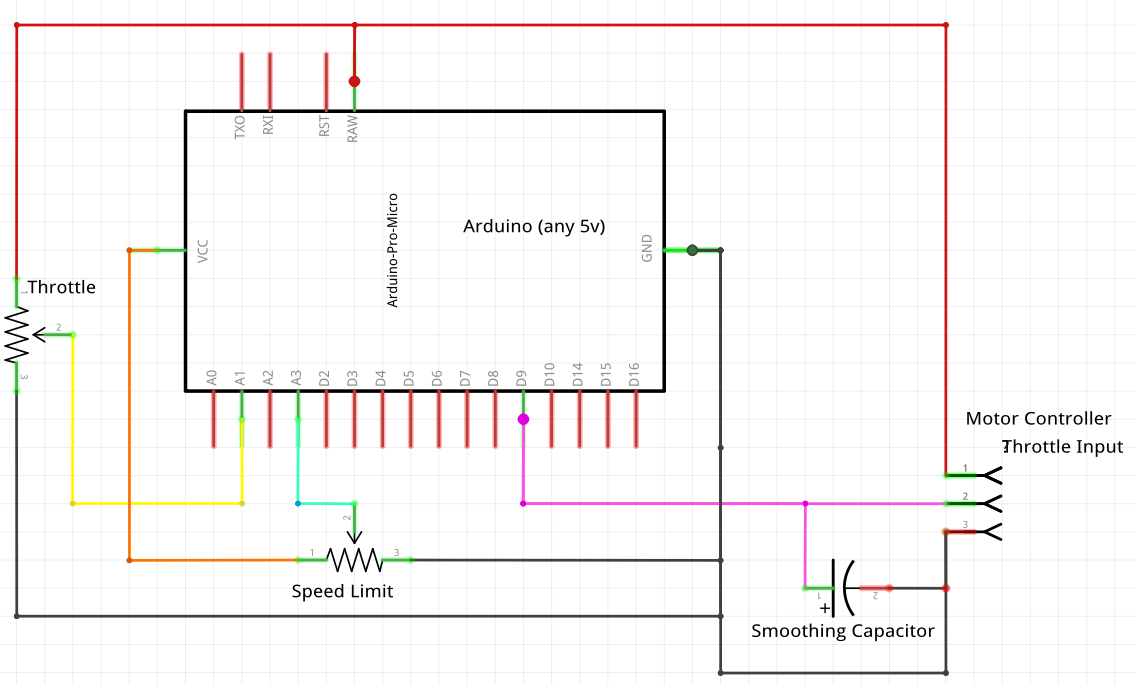 TXO
RXI
RST
RAW
Arduino-Pro-Micro
Arduino (any 5v)
VCC
GND
Throttle
1
2
3
A0
A1
A2
A3
D2
D3
D4
D5
D6
D7
D8
D9
D10
D14
D15
D16
Motor Controller
Throttle Input
1
2
3
2
1
3
Speed Limit
1
2
+
Smoothing Capacitor